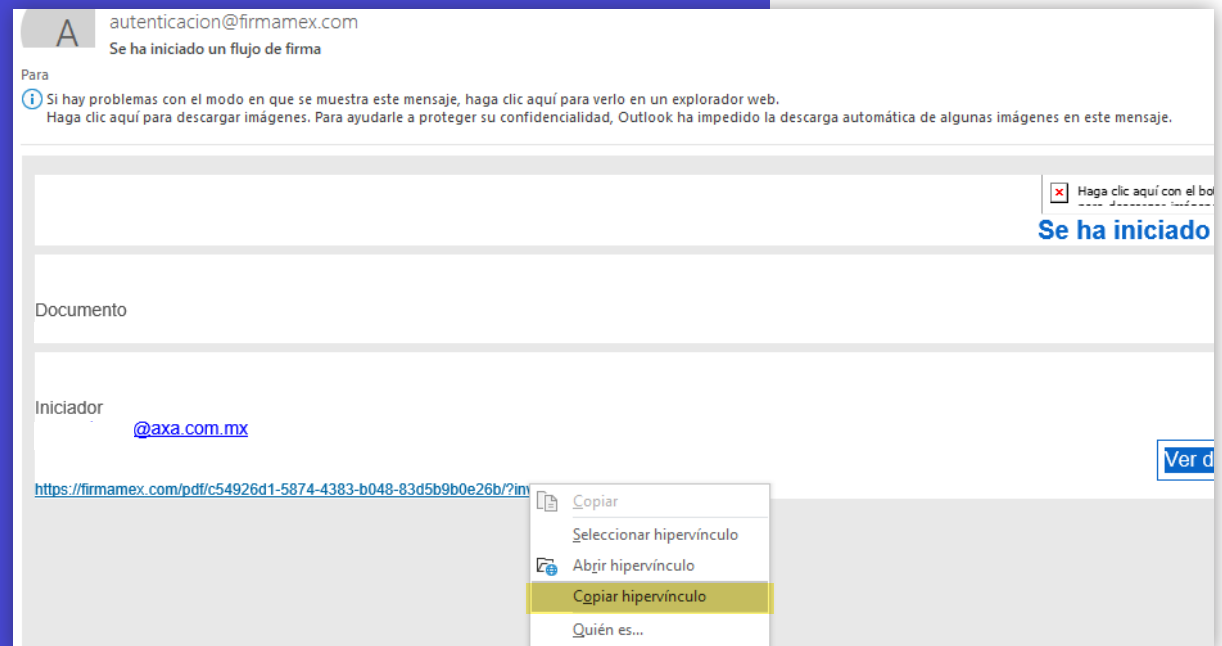 A
autenticacion@firmamex.com
Se ha iniciado un flujo de firma
Para
i Si hay problemas con el modo en que se muestra este mensaje, haga clic aquí para verlo en un explorador web.
Haga clic aquí para descargar imágenes. Para ayudarle a proteger su confidencialidad, Outlook ha impedido la descarga automática de algunas imágenes en este mensaje.
Haga clic aquí con el bo
Se ha iniciado
Documento
Iniciador
@axa.com.mx
Ver d
https://firmamex.com/pdf/c54926d1-5874-4383-b048-83d5b9b0e26b/?in
Copiar
Seleccionar hipervínculo
Abrir hipervínculo
Copiar hipervínculo
Quién es...